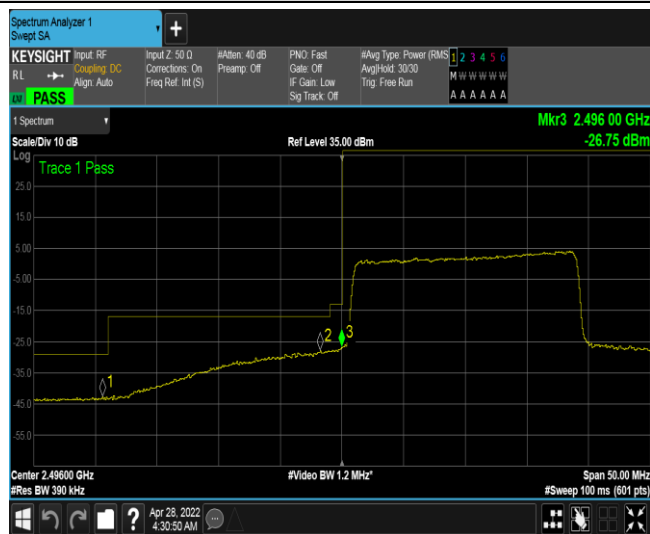 Spectrum Analyzer 1
Swept SA
KEYSIGHT
RL
PASS
Input: RF
Coupling: DC
Align: Auto
Input Z: 50 Ω
Corrections: On
Freq Ref: Int (S)
#Atten: 40 dB
Preamp: Off
PNO: Fast
Gate: Off
IF Gain: Low
Sig Track: Off
#Avg Type: Power (RMS
Avg|Hold: 30/30
Trig: Free Run
1 2 3 4 5 6
M W W W W W
A A A A A A
1 Spectrum
Mkr3 2.496 00 GHz
Scale/Div 10 dB
Ref Level 35.00 dBm
-26.75 dBm
Log
Trace 1 Pass
25.0
15.0
5.00
-5.00
-15.0
-25.0
2
3
-35.0
1
-45.0
-55.0
Center 2.49600 GHz
#Video BW 1.2 MHz*
Span 50.00 MHz
#Res BW 390 kHz
#Sweep 100 ms (601 pts)
?
Apr 28, 2022
4:30:50 AM